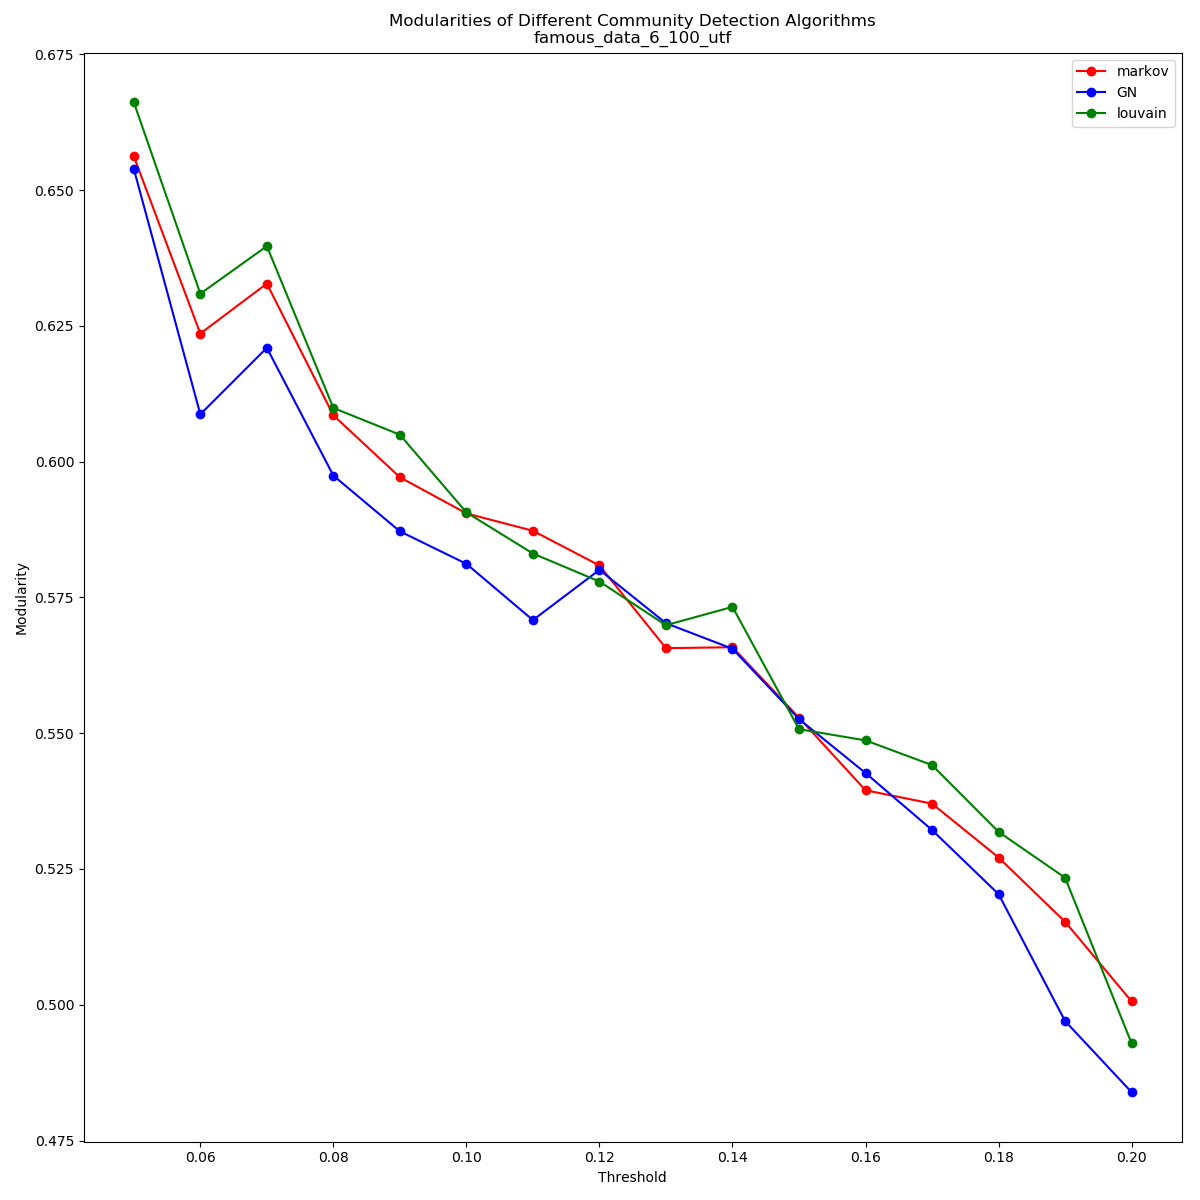 Modularities of Different Community Detection Algorithms
famous_data_6_100_utf
markov
GN
louvain
Modularity
0.675
0.650
0.625
0.600
0.575
0.550
0.525
0.500
0.475
0.06 0.08 0.10 0.12 0.14 0.16 0.18 0.20
Threshold